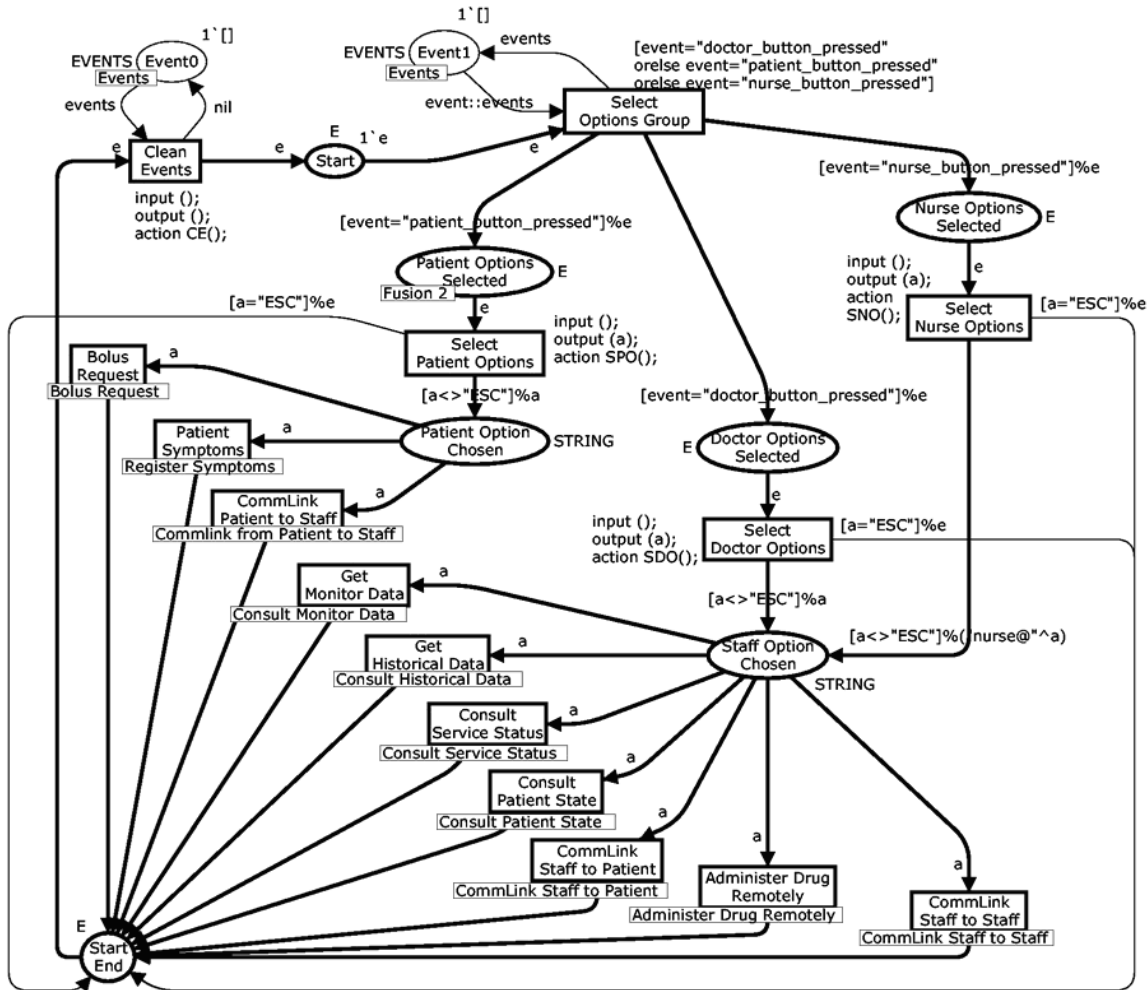 1`[]
EVENTS
Event0
Events
events
nil
e
Clean
Events
e
input ();
output ();
action CE();
E
Start
1`e
e
1`[]
EVENTS
Event1
Events
events
event::events
[event="doctor_button_pressed"
orelse event="patient_button_pressed"
orelse event="nurse_button_pressed"]
Select
Options Group
[event="nurse_button_pressed"]%e
Nurse Options
Selected
E
e
input ();
output (a);
action
SNO();
Select
Nurse Options
[a="ESC"]%e
[event="patient_button_pressed"]%e
Patient Options
Selected
Fusion 2
E
e
[a="ESC"]%e
Select
Patient Options
input ();
output (a);
action SPO();
[a<>"ESC"]%a
Patient Option
Chosen
STRING
a
Bolus
Request
Bolus Request
a
Patient
Symptoms
Register Symptoms
a
CommLink
Patient to Staff
Commlink from Patient to Staff
[event="doctor_button_pressed"]%e
E
Doctor Options
Selected
e
input ();
output (a);
action SDO();
Select
Doctor Options
[a="ESC"]%e
[a<>"ESC"]%a
[a<>"ESC"]%("nurse@"^a)
Staff Option
Chosen
STRING
a
Get
Monitor Data
Consult Monitor Data
a
Get
Historical Data
Consult Historical Data
a
Consult
Service Status
Consult Service Status
a
Consult
Patient State
Consult Patient State
a
CommLink
Staff to Patient
CommLink Staff to Patient
a
Administer Drug
Remotely
Administer Drug Remotely
a
CommLink
Staff to Staff
CommLink Staff to Staff
E
Start
End